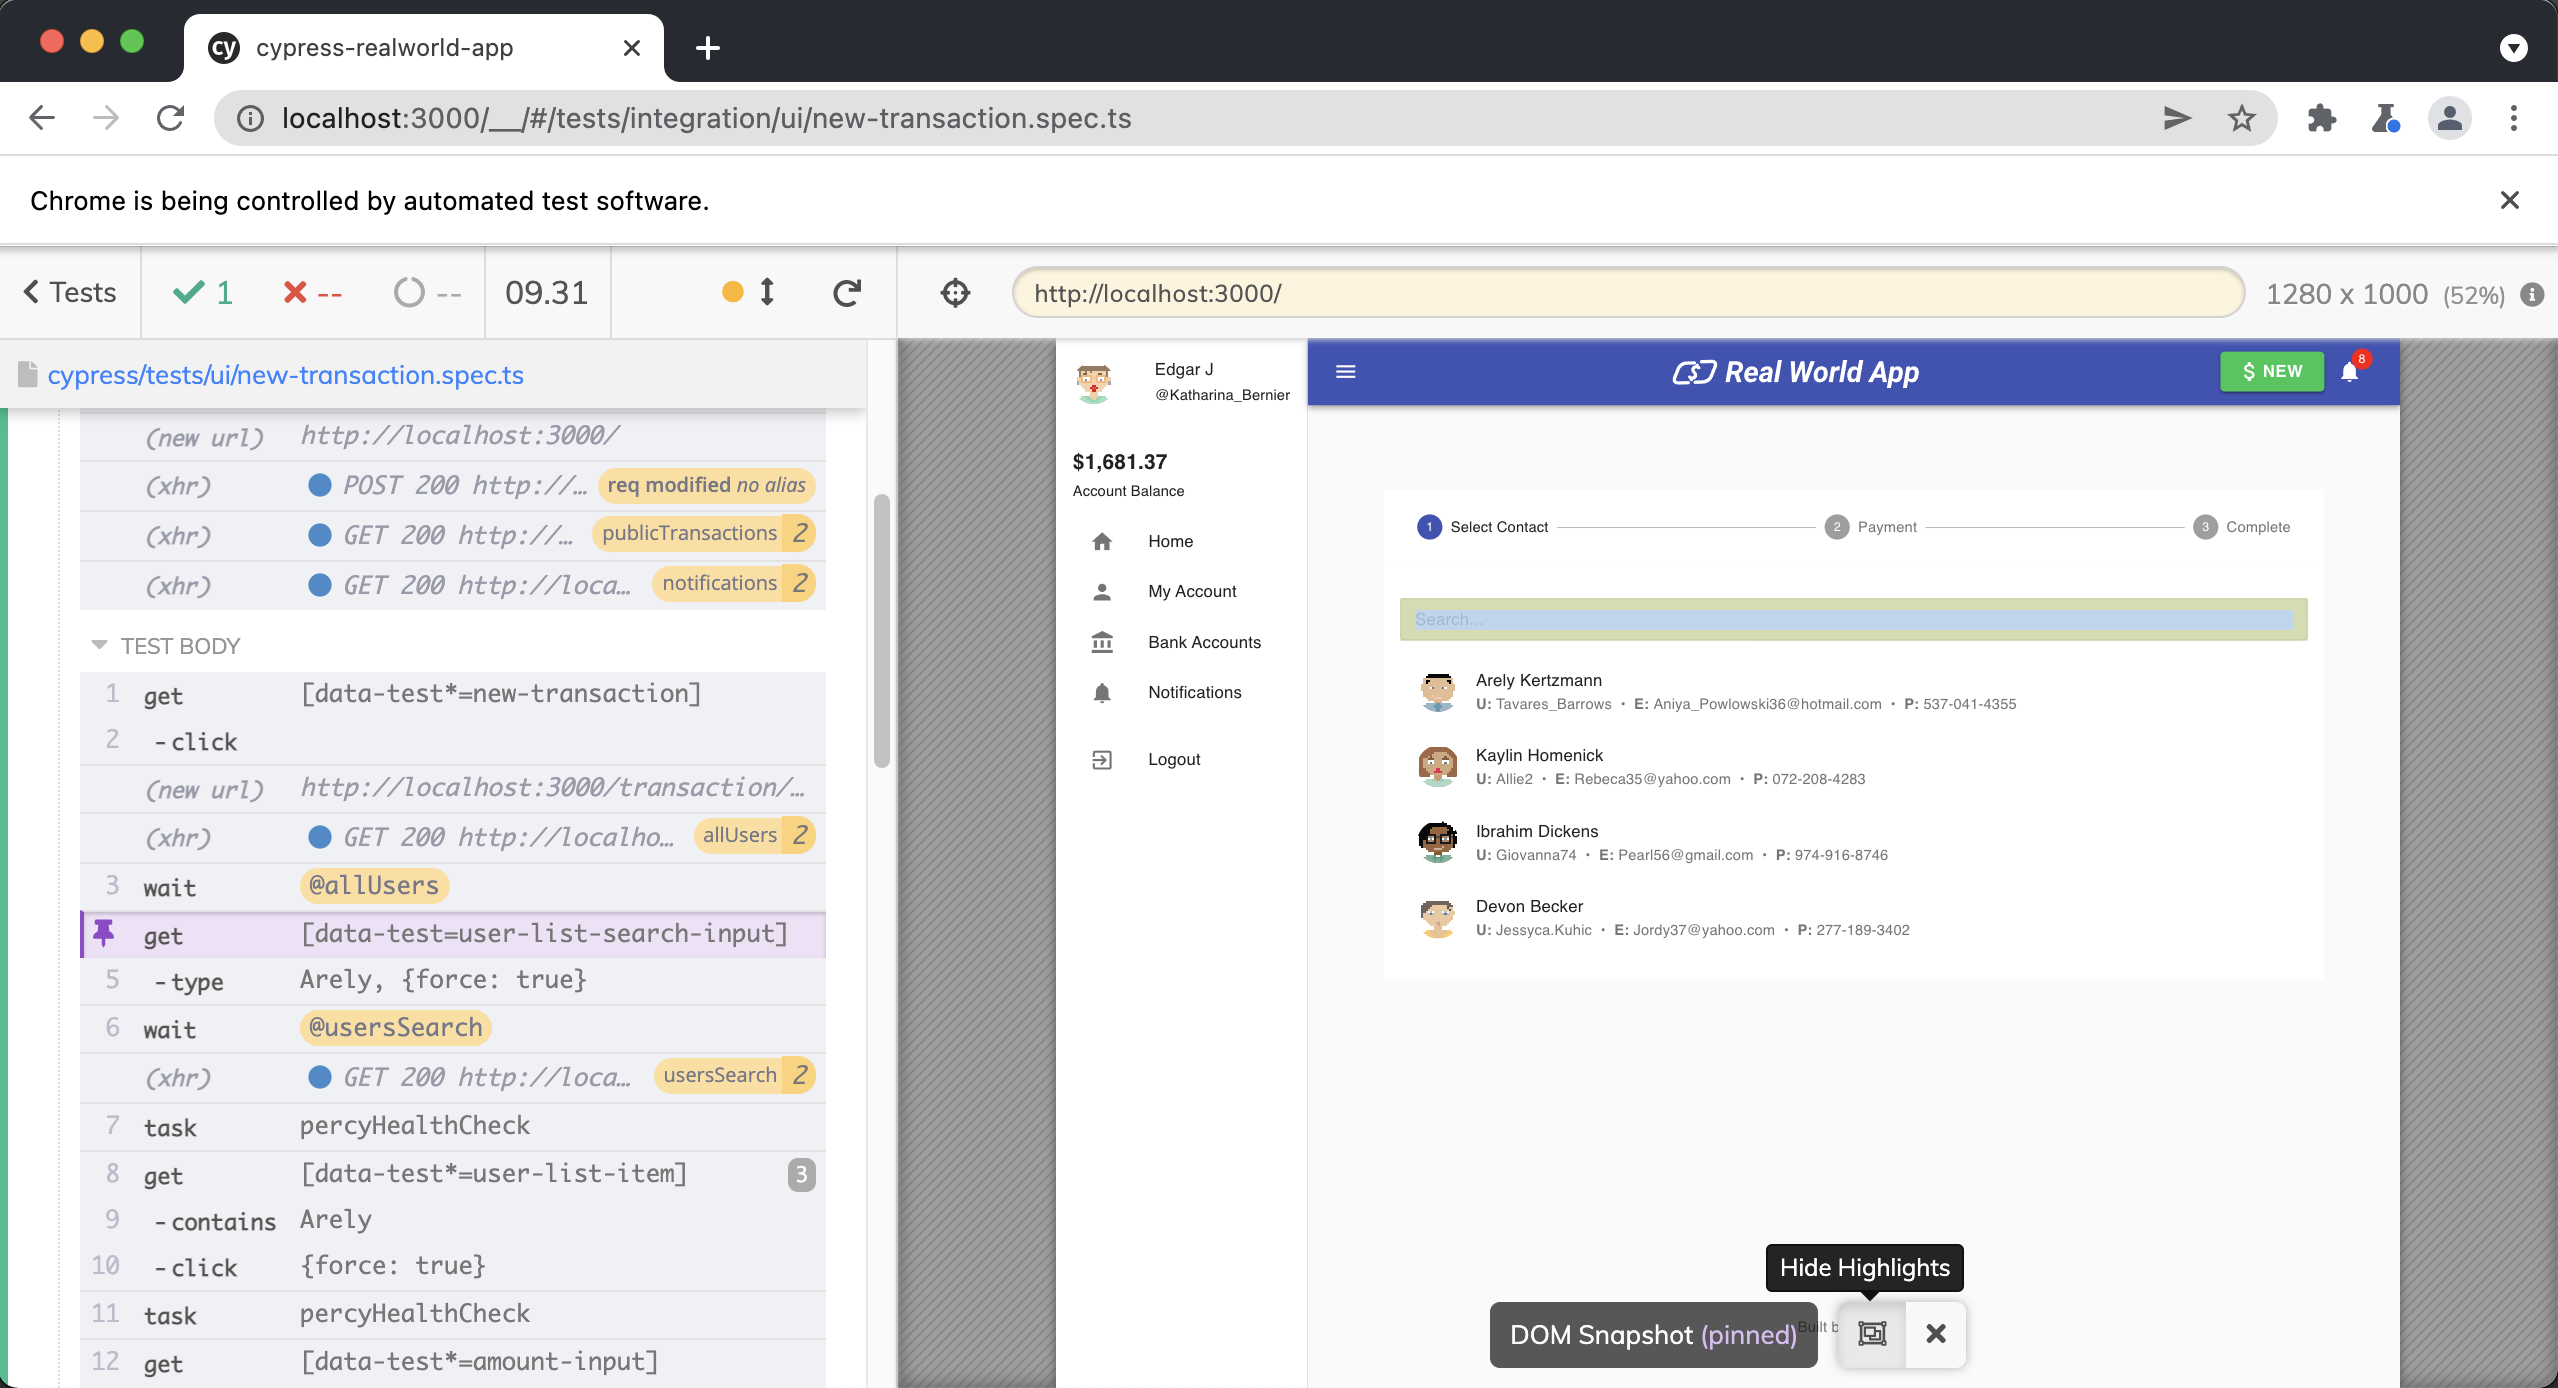 cy cypress-realworld-app
localhost:3000/__/#/tests/integration/ui/new-transaction.spec.ts
Chrome is being controlled by automated test software.
Tests 1 -- -- 09.31
http://localhost:3000/ 1280 x 1000 (52%)
cypress/tests/ui/new-transaction.spec.ts
(new url) http://localhost:3000/
(xhr) POST 200 http://… req modified no alias
(xhr) GET 200 http://… publicTransactions 2
(xhr) GET 200 http://loca… notifications 2
TEST BODY
1 get [data-test*=new-transaction]
2 -click
(new url) http://localhost:3000/transaction/…
(xhr) GET 200 http://localho… allUsers 2
3 wait @allUsers
get [data-test=user-list-search-input]
5 -type Arely, {force: true}
6 wait @usersSearch
(xhr) GET 200 http://loca… usersSearch 2
7 task percyHealthCheck
8 get [data-test*=user-list-item] 3
9 -contains Arely
10 -click {force: true}
11 task percyHealthCheck
12 get [data-test*=amount-input]
Edgar J
@Katharina_Bernier
$1,681.37
Account Balance
Home
My Account
Bank Accounts
Notifications
Logout
Real World App
$ NEW
8
1 Select Contact 2 Payment 3 Complete
Search...
Arely Kertzmann
U: Tavares_Barrows • E: Aniya_Powlowski36@hotmail.com • P: 537-041-4355
Kaylin Homenick
U: Allie2 • E: Rebeca35@yahoo.com • P: 072-208-4283
Ibrahim Dickens
U: Giovanna74 • E: Pearl56@gmail.com • P: 974-916-8746
Devon Becker
U: Jessyca.Kuhic • E: Jordy37@yahoo.com • P: 277-189-3402
Hide Highlights
DOM Snapshot (pinned)
Built b